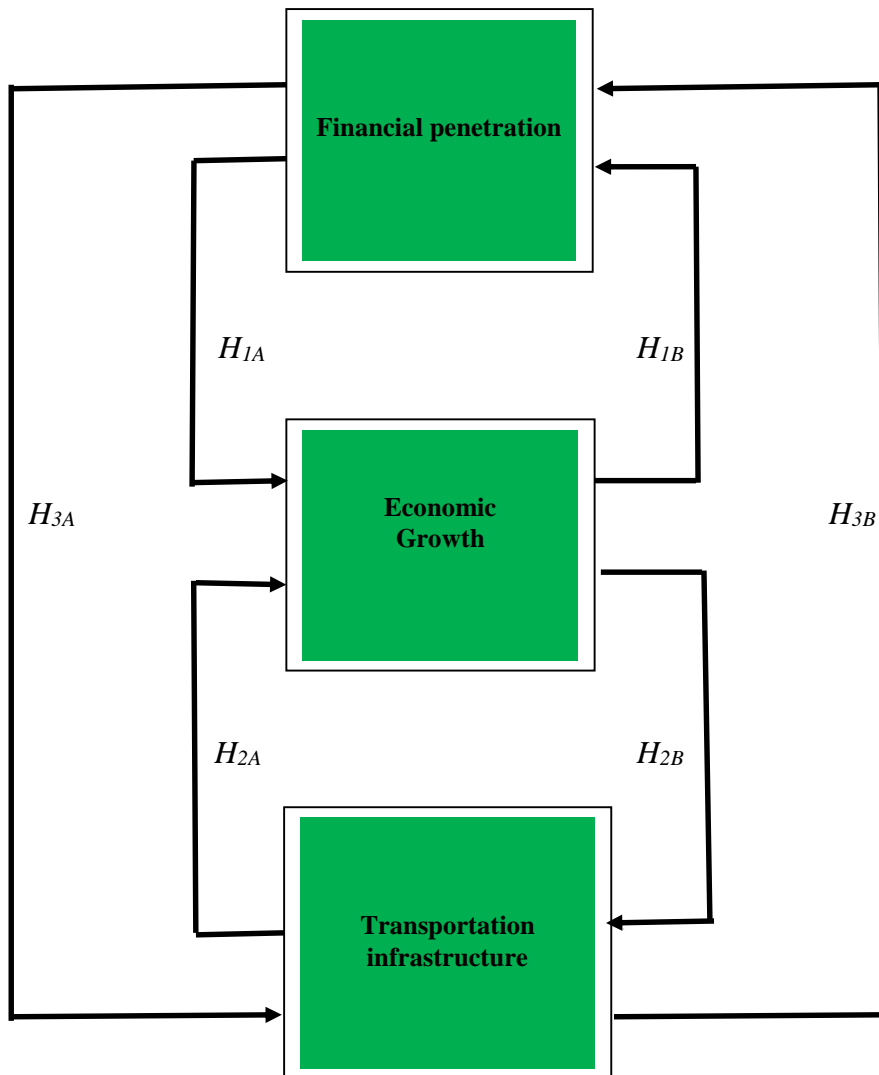 Financial penetration
H1A
H1B
Economic
Growth
H3A
H3B
H2A
H2B
Transportation
infrastructure